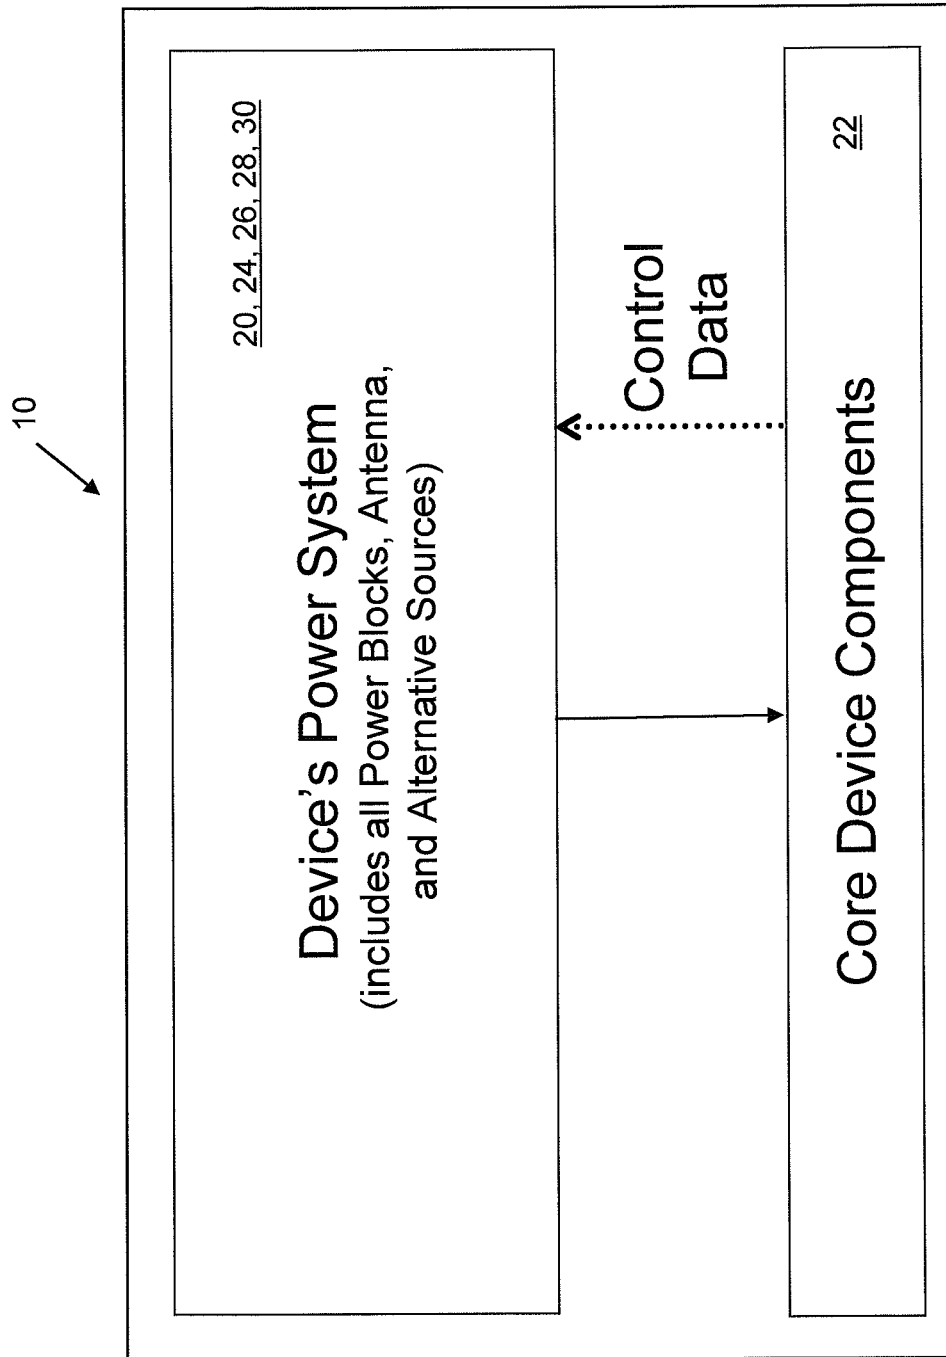 10
20, 24, 26, 28, 30
Device's Power System
(includes all Power Blocks, Antenna,
and Alternative Sources)
Control
Data
22
Core Device Components